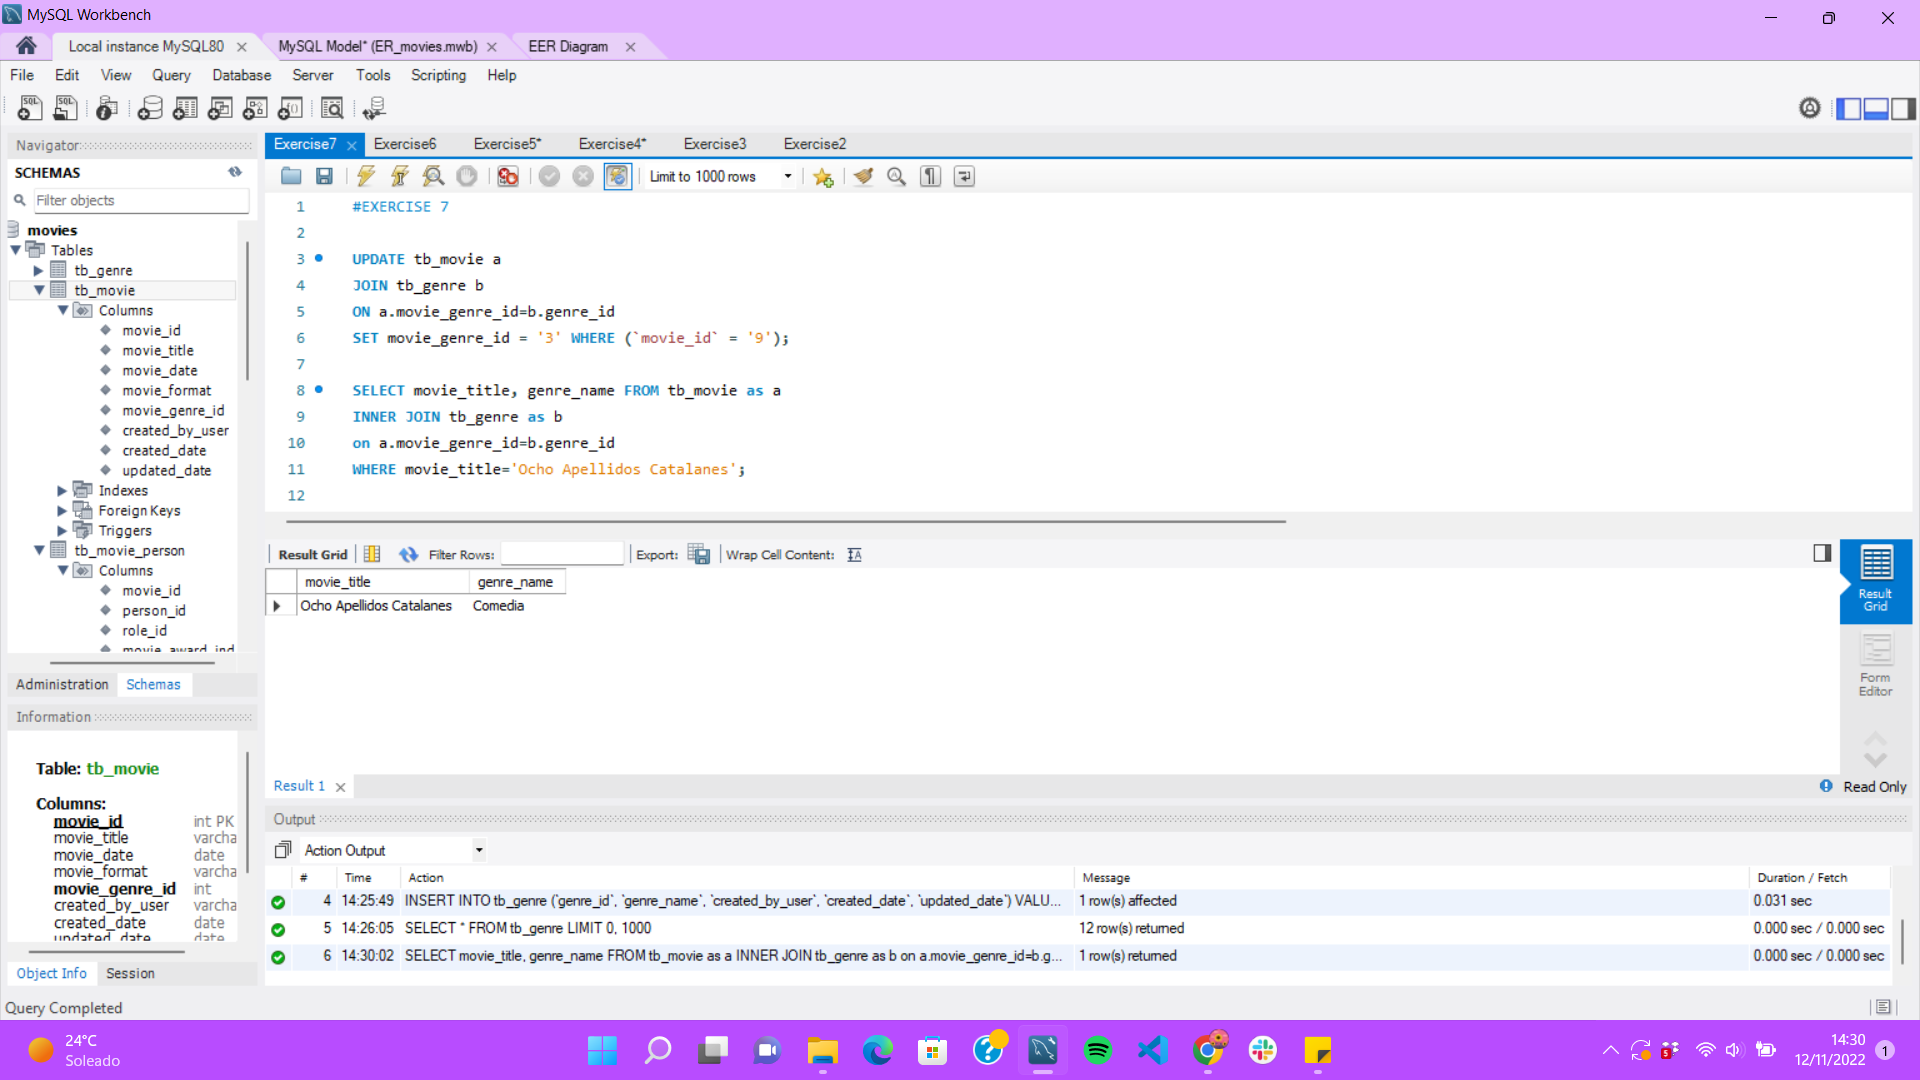 MySQL Workbench
Local instance MySQL80
MySQL Model* (ER_movies.mwb)
EER Diagram
File Edit View Query Database Server Tools Scripting Help
Navigator
SCHEMAS
Filter objects
movies
Tables
tb_genre
tb_movie
Columns
movie_id
movie_title
movie_date
movie_format
movie_genre_id
created_by_user
created_date
updated_date
Indexes
Foreign Keys
Triggers
tb_movie_person
Columns
movie_id
person_id
role_id
movie_award_ind
Administration Schemas
Information
Table: tb_movie
Columns:
movie_id int PK
movie_title varcha
movie_date date
movie_format varcha
movie_genre_id int
created_by_user varcha
created_date date
updated_date date
Object Info Session
Query Completed
Exercise7 Exercise6 Exercise5* Exercise4* Exercise3 Exercise2
Limit to 1000 rows
1 #EXERCISE 7
2
3 UPDATE tb_movie a
4 JOIN tb_genre b
5 ON a.movie_genre_id=b.genre_id
6 SET movie_genre_id = '3' WHERE (`movie_id` = '9');
7
8 SELECT movie_title, genre_name FROM tb_movie as a
9 INNER JOIN tb_genre as b
10 on a.movie_genre_id=b.genre_id
11 WHERE movie_title='Ocho Apellidos Catalanes';
12
Result Grid Filter Rows: Export: Wrap Cell Content:
movie_title genre_name
Ocho Apellidos Catalanes Comedia
Result Grid
Form Editor
Result 1
Read Only
Output
Action Output
# Time Action Message Duration / Fetch
4 14:25:49 INSERT INTO tb_genre (`genre_id`, `genre_name`, `created_by_user`, `created_date`, `updated_date`) VALU... 1 row(s) affected 0.031 sec
5 14:26:05 SELECT * FROM tb_genre LIMIT 0, 1000 12 row(s) returned 0.000 sec / 0.000 sec
6 14:30:02 SELECT movie_title, genre_name FROM tb_movie as a INNER JOIN tb_genre as b on a.movie_genre_id=b.g... 1 row(s) returned 0.000 sec / 0.000 sec
24°C
Soleado
14:30
12/11/2022
1